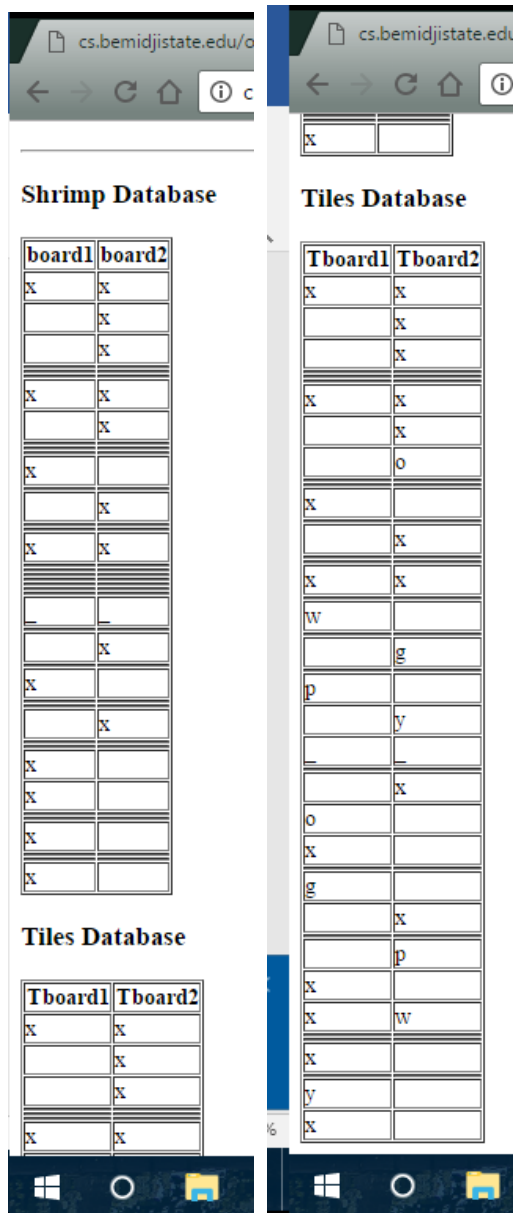 cs.bemidjistate.edu/o
c
Shrimp Database
board1 board2
x x
x
x
x x
x
x
x
x x
_ _
x
x
x
x
x
x
x
Tiles Database
Tboard1 Tboard2
x x
x
x
x x
cs.bemidjistate.edu
x
Tiles Database
Tboard1 Tboard2
x x
x
x
x x
x
o
x
x
x x
w
g
p
y
_ _
x
o
x
g
x
p
x
x w
x
y
x
%